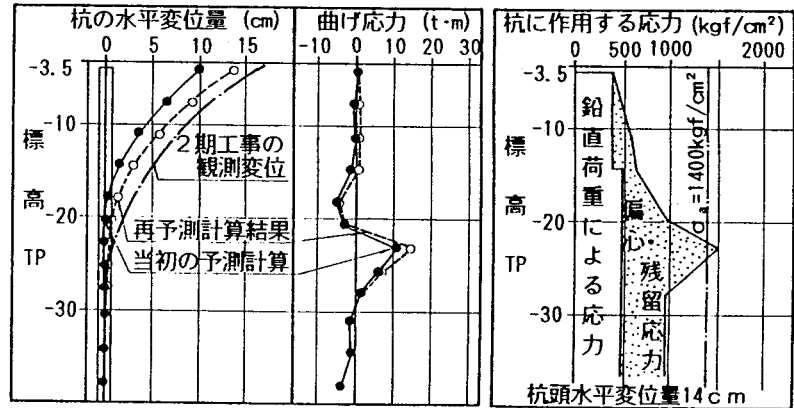 杭の水平変位量 (cm)
0 5 10 15
曲げ応力 (t·m)
-10 0 10 20 30
杭に作用する応力 (kgf/cm²)
0 500 1000 2000
-3.5
-10
-20
-30
標高 TP
2期工事の
観測変位
再予測計算結果
当初の予測計算
-3.5
-10
-20
-30
標高 TP
鉛直荷重による応力
偏心・残留応力
σa=1400kgf/cm²
杭頭水平変位量14cm